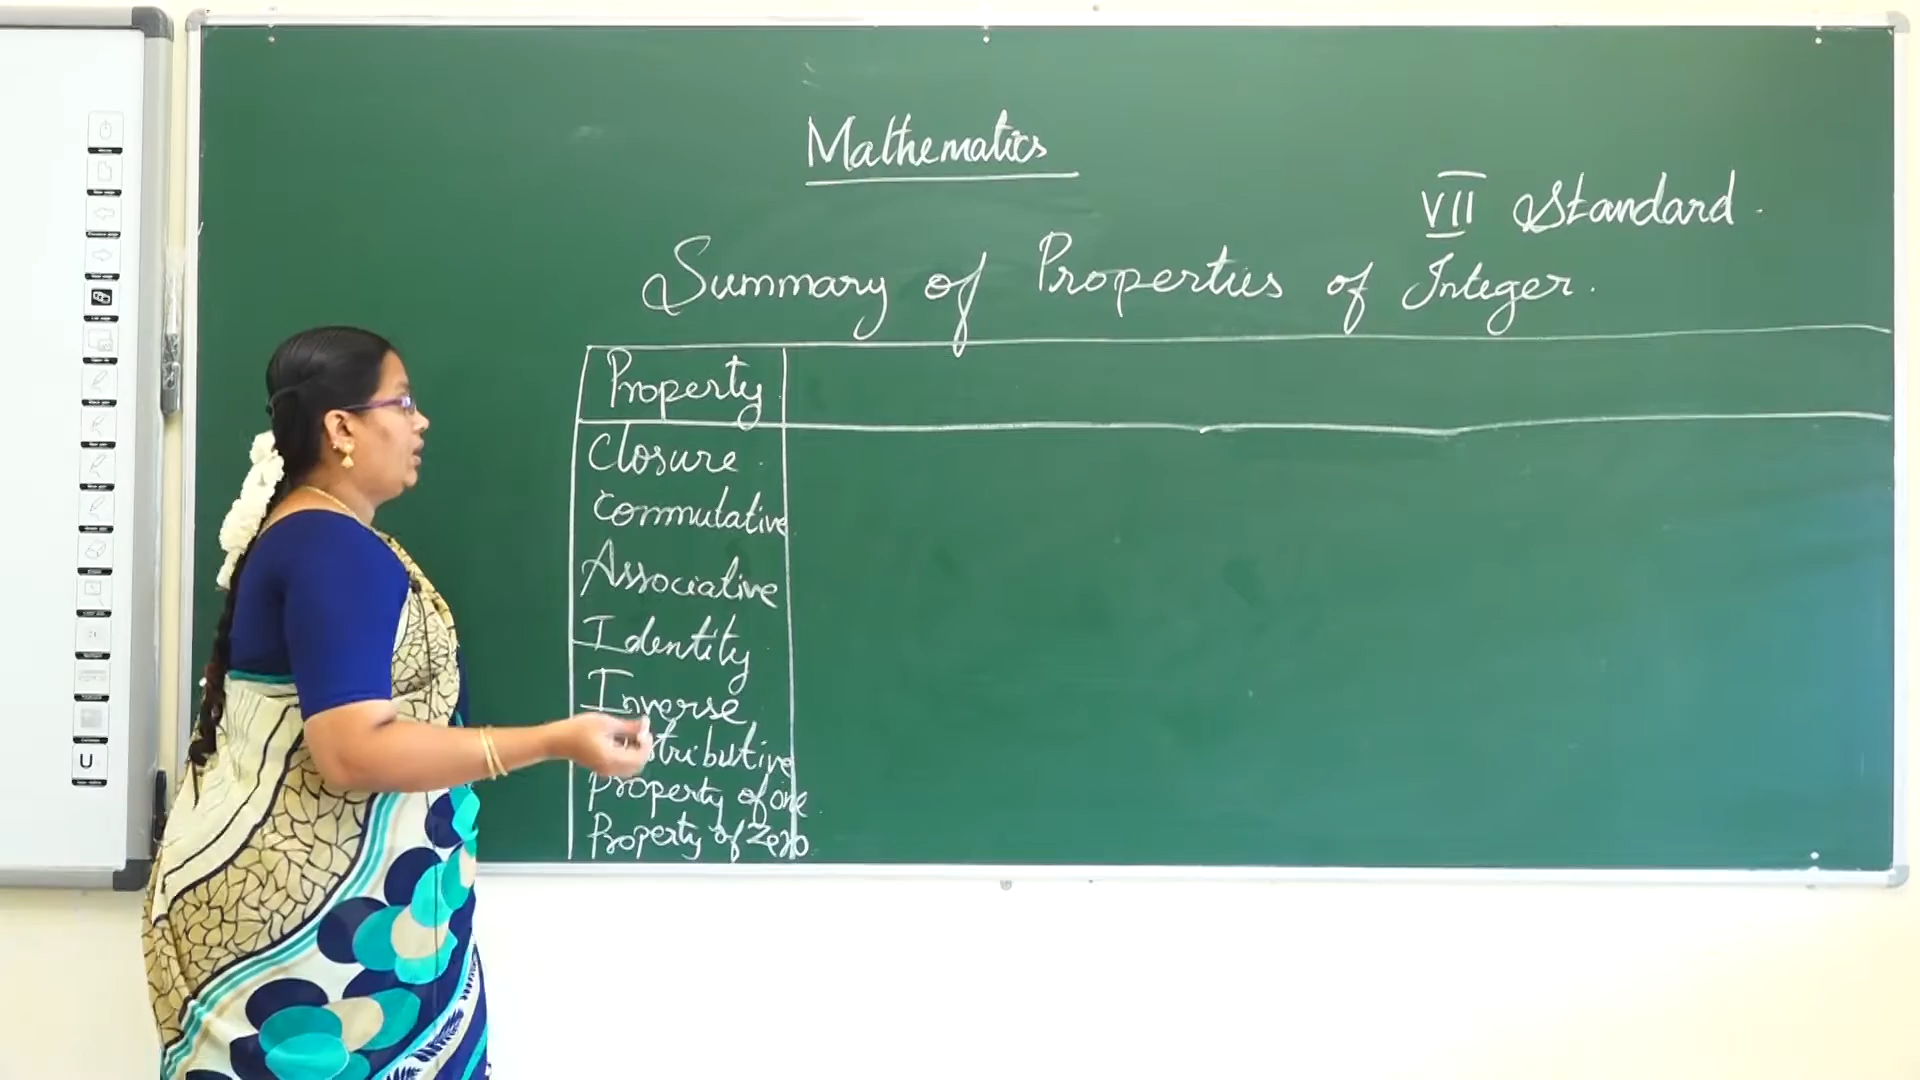 Mathematics
VII Standard.
Summary of Properties of Integer.
Property
Closure
Commutative
Associative
Identity
Inverse
Property of one
Property of Zero
U